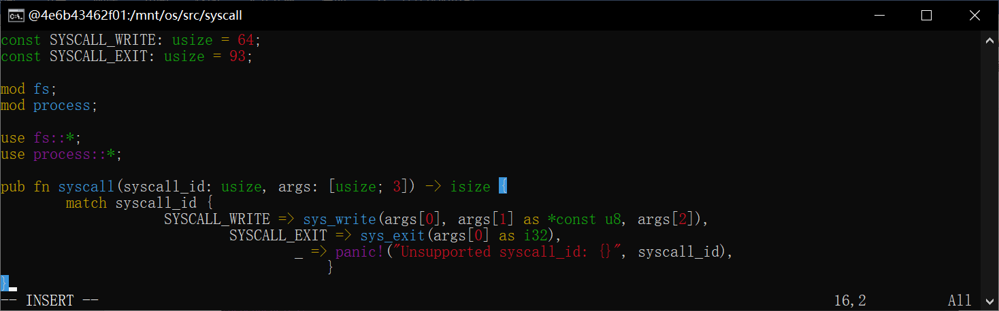 @4e6b43462f01:/mnt/os/src/syscall
const SYSCALL_WRITE: usize = 64;
const SYSCALL_EXIT: usize = 93;
mod fs;
mod process;
use fs::*;
use process::*;
pub fn syscall(syscall_id: usize, args: [usize; 3]) -> isize {
match syscall_id {
SYSCALL_WRITE => sys_write(args[0], args[1] as *const u8, args[2]),
SYSCALL_EXIT => sys_exit(args[0] as i32),
_ => panic!("Unsupported syscall_id: {}", syscall_id),
}
}
-- INSERT -- 16,2 All